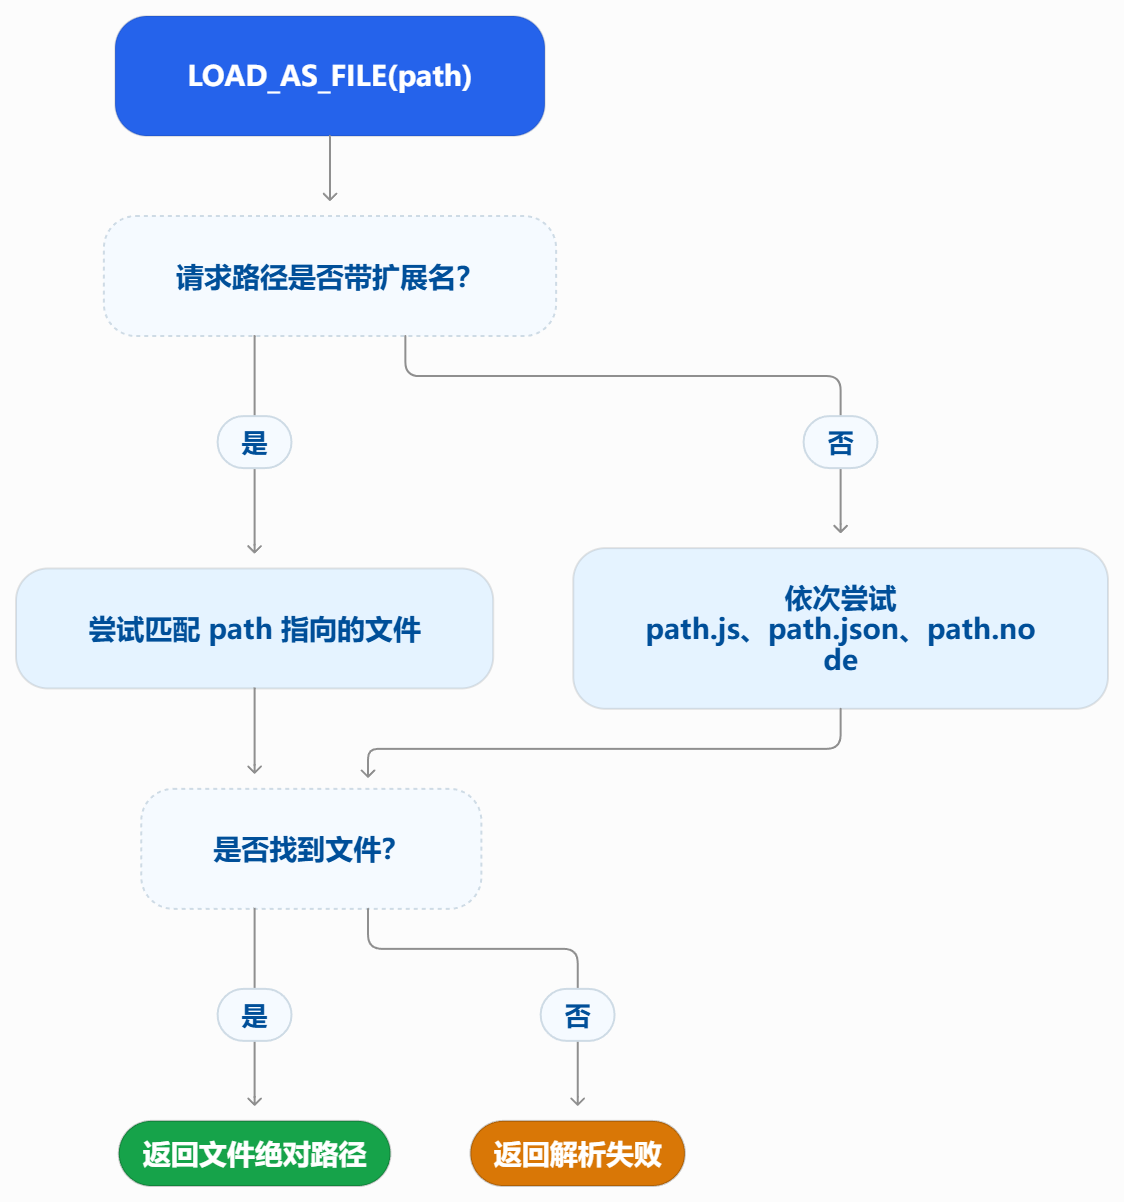 LOAD_AS_FILE(path)
请求路径是否带扩展名？
是
否
尝试匹配 path 指向的文件
依次尝试
path.js、path.json、path.no
de
是否找到文件？
是
否
返回文件绝对路径
返回解析失败